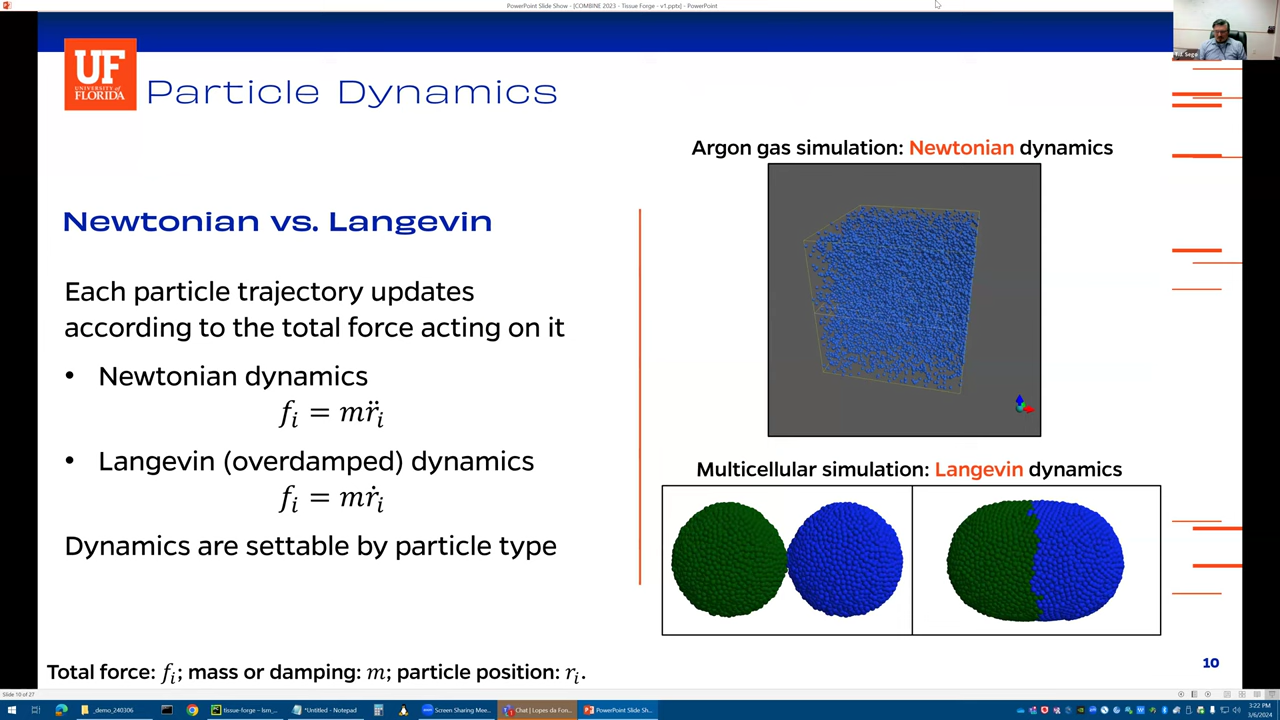 PowerPoint Slide Show - [COMBINE 2023 - Tissue Forge - v1.pptx] - PowerPoint
UF
UNIVERSITY of
FLORIDA
Particle Dynamics
Newtonian vs. Langevin
Each particle trajectory updates
according to the total force acting on it
• Newtonian dynamics
fᵢ = mr̈ᵢ
• Langevin (overdamped) dynamics
fᵢ = mṙᵢ
Dynamics are settable by particle type
Argon gas simulation: Newtonian dynamics
Multicellular simulation: Langevin dynamics
Total force: fᵢ; mass or damping: m; particle position: rᵢ.
10
Slide 10 of 27
_demo_240306
tissue-forge – lsm_...
*Untitled - Notepad
Screen Sharing Mee...
Chat | Lopes da Fon...
PowerPoint Slide Sh...
3:22 PM
3/6/2024